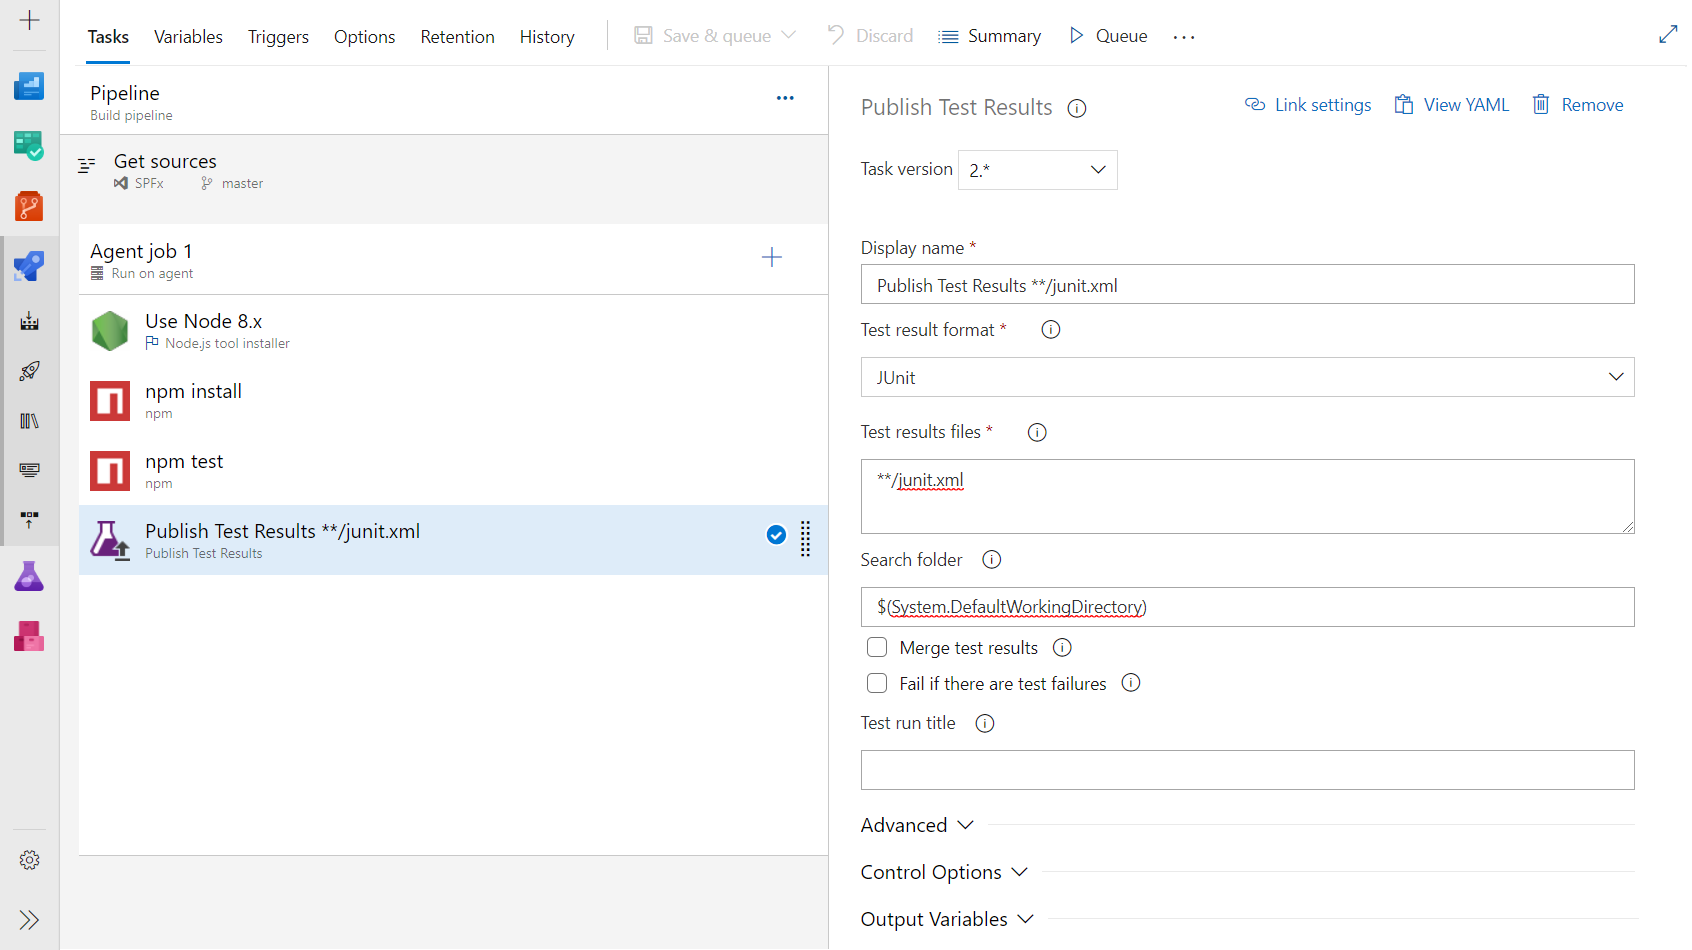 Tasks Variables Triggers Options Retention History Save & queue Discard Summary Queue ...
Pipeline
Build pipeline
Get sources
SPFx master
Agent job 1
Run on agent
Use Node 8.x
Node.js tool installer
npm install
npm
npm test
npm
Publish Test Results **/junit.xml
Publish Test Results
Publish Test Results
Link settings View YAML Remove
Task version 2.*
Display name *
Publish Test Results **/junit.xml
Test result format *
JUnit
Test results files *
**/junit.xml
Search folder
$(System.DefaultWorkingDirectory)
Merge test results
Fail if there are test failures
Test run title
Advanced
Control Options
Output Variables